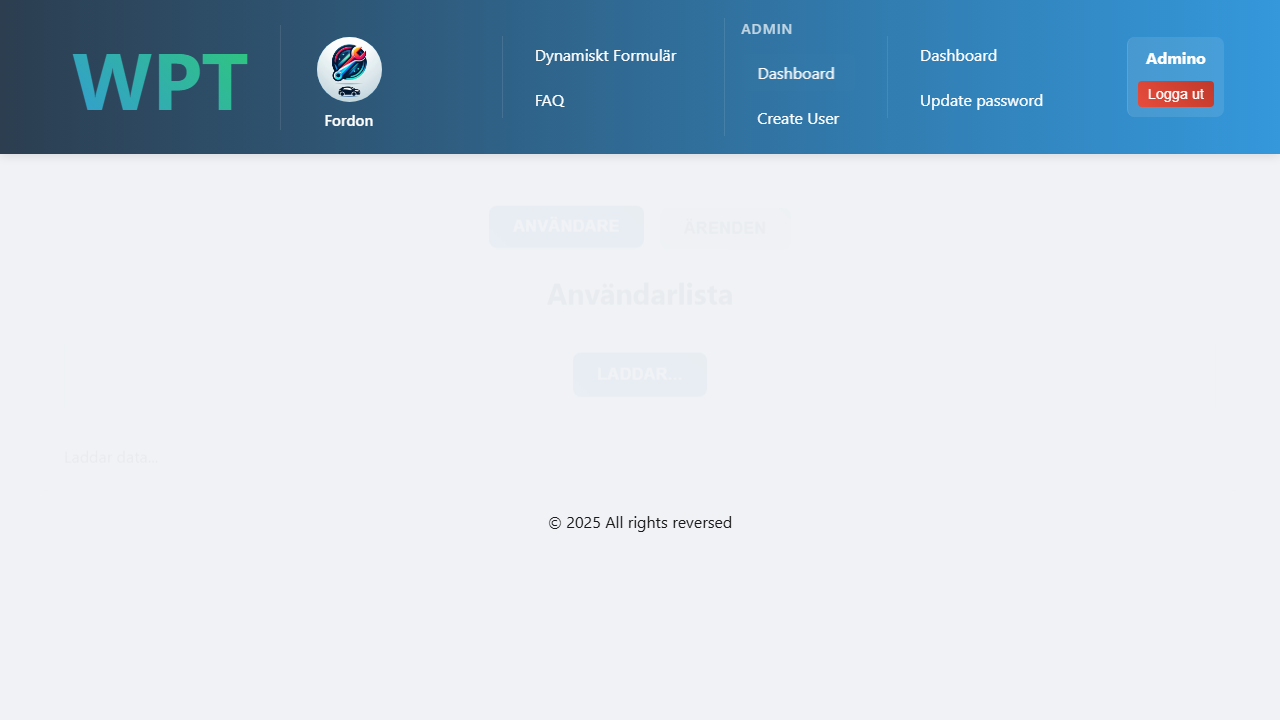 WPT
Fordon
Dynamiskt Formulär
FAQ
ADMIN
Dashboard
Create User
Dashboard
Update password
Admino
Logga ut
ANVÄNDARE
ÄRENDEN
Användarlista
LADDAR...
Laddar data...
© 2025 All rights reversed